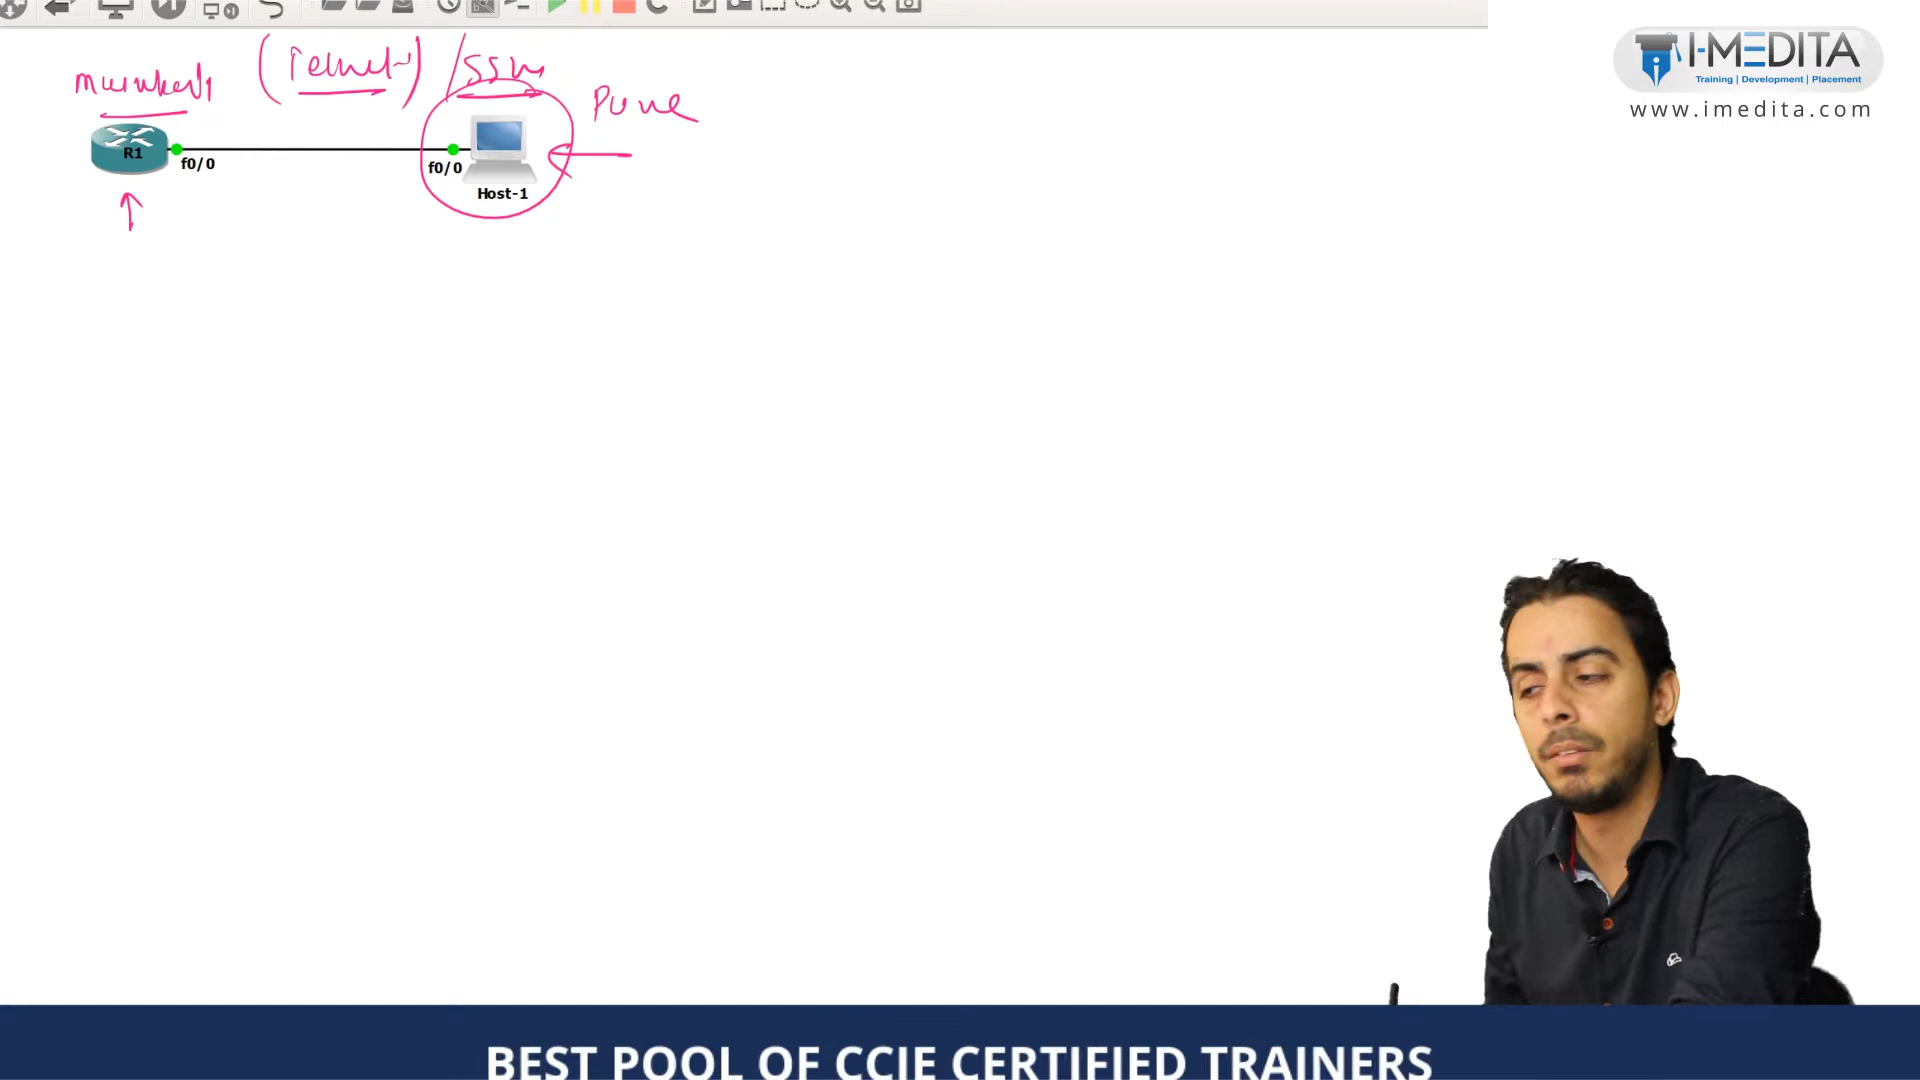 (Telnet) / SSH
Pune
R1
f0/0
f0/0
Host-1
I-MEDITA
Training | Development | Placement
www.imedita.com
BEST POOL OF CCIE CERTIFIED TRAINERS